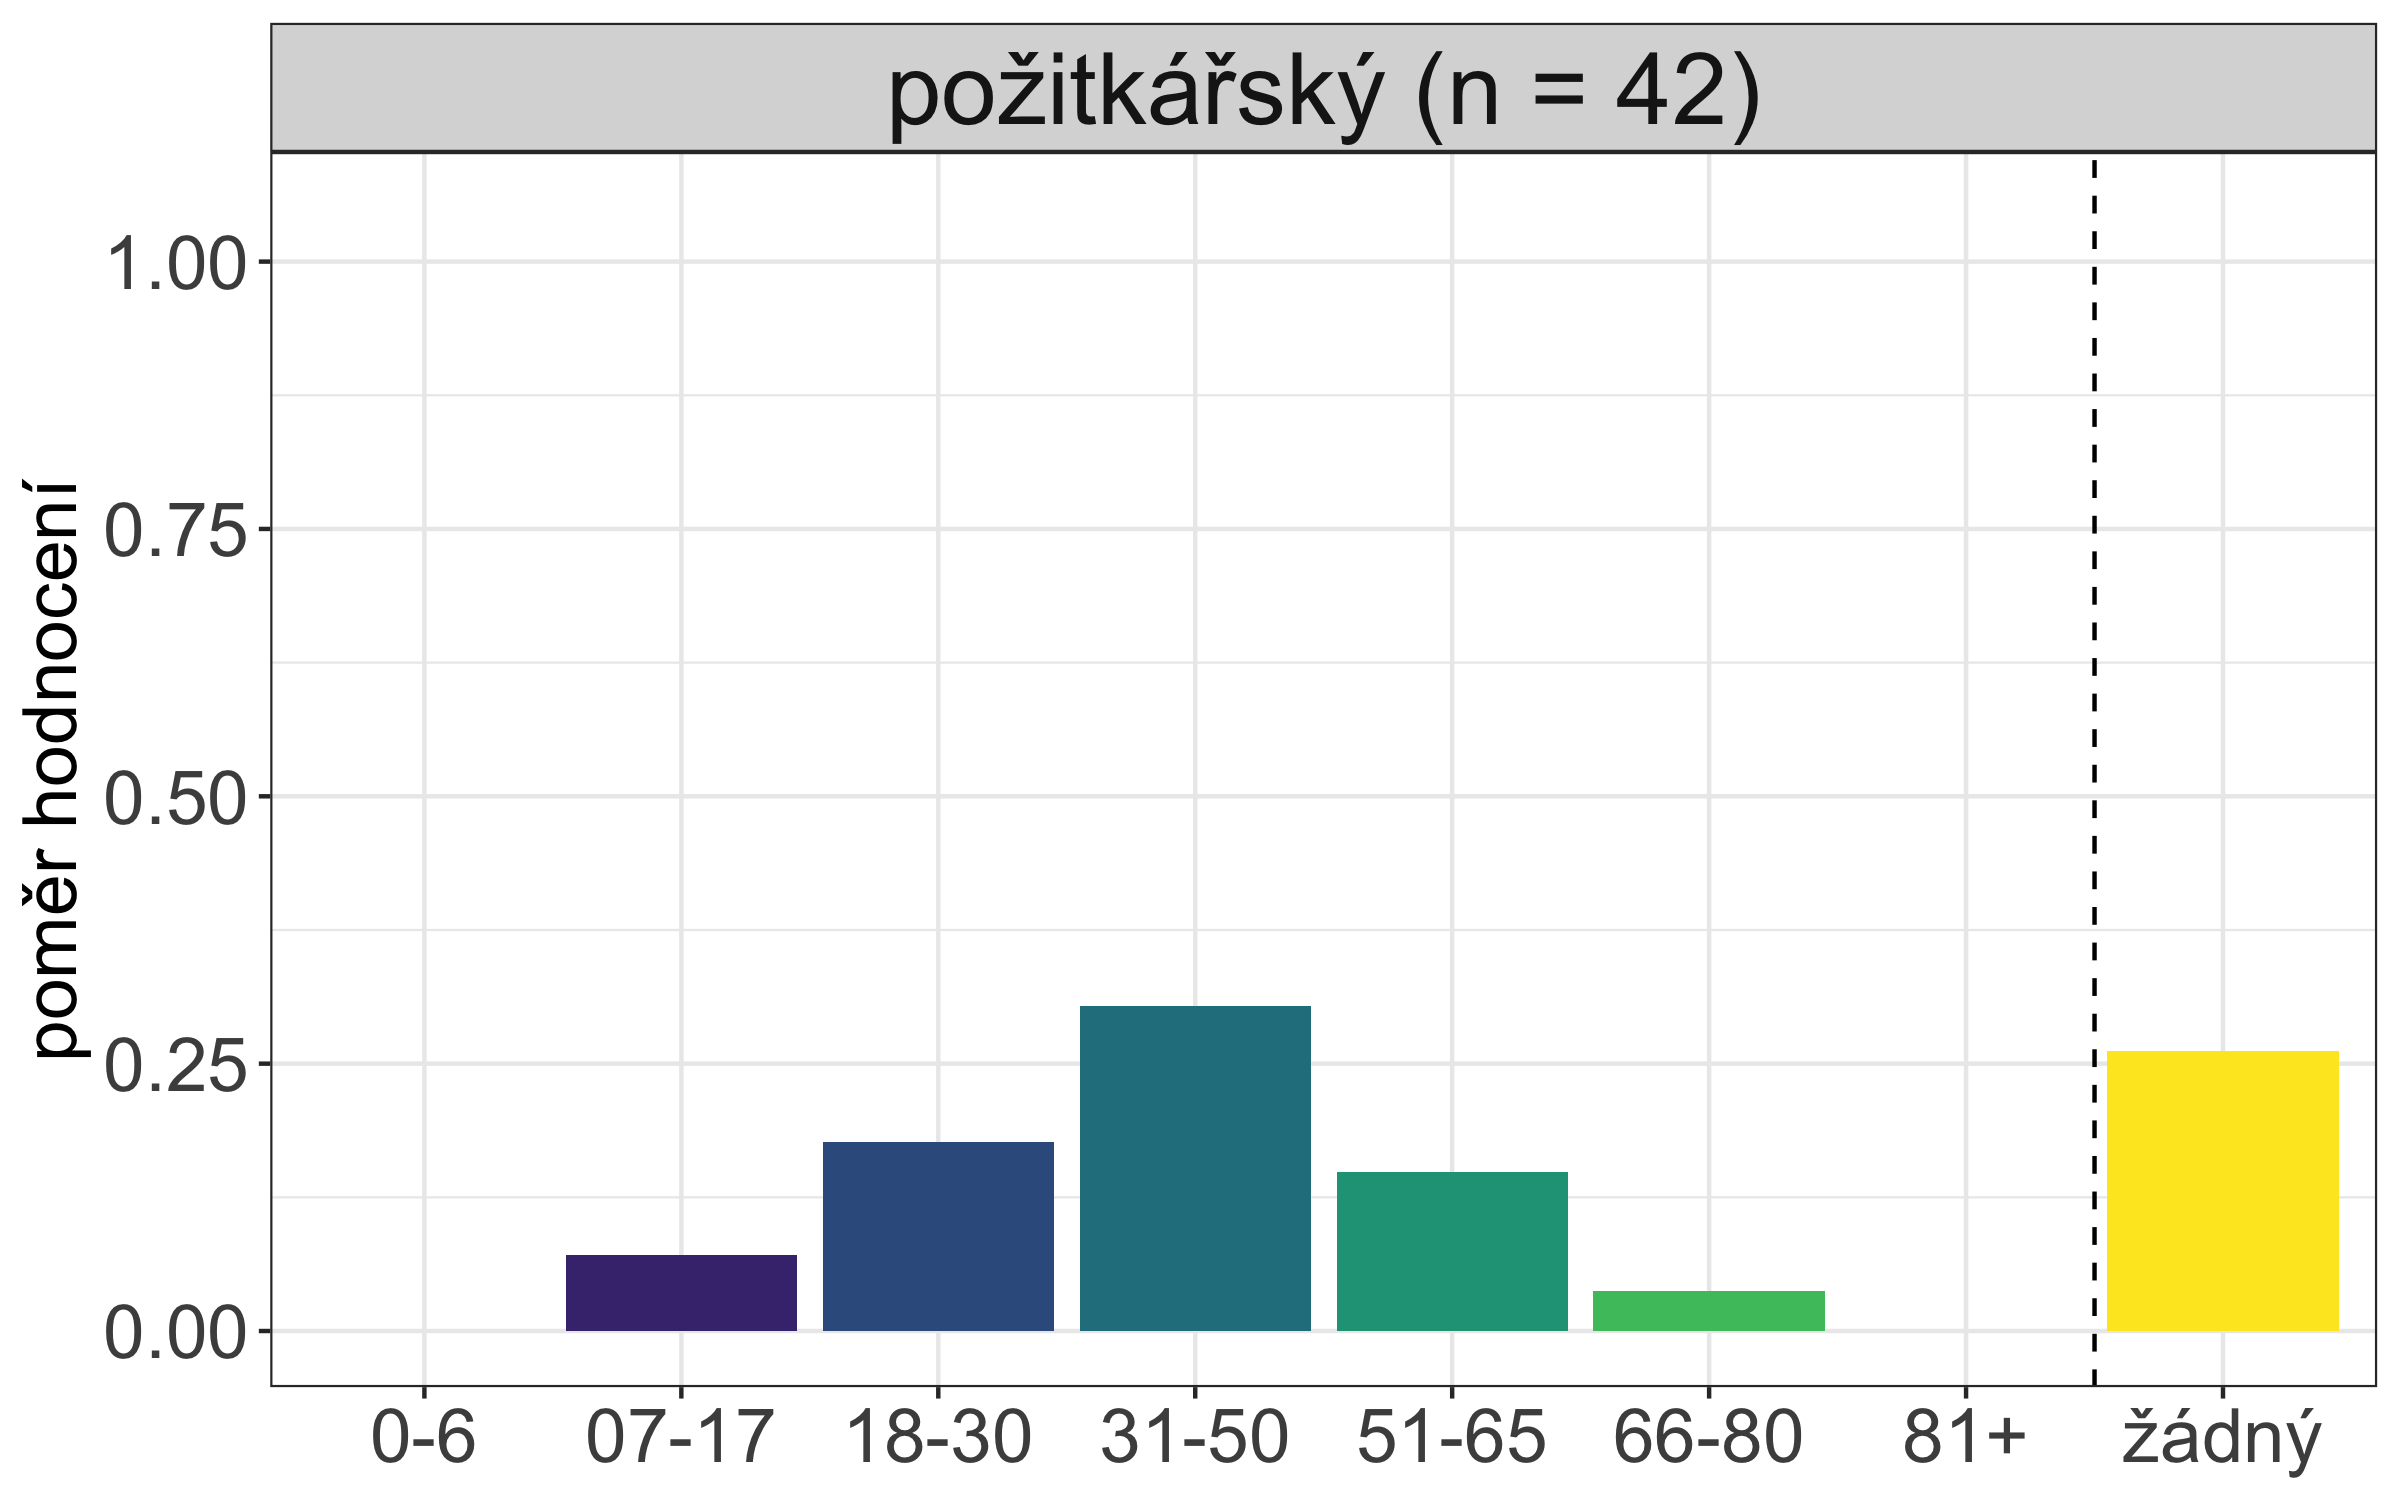 požitkářský (n = 42)
poměr hodnocení
1.00
0.75
0.50
0.25
0.00
0-6 07-17 18-30 31-50 51-65 66-80 81+ žádný